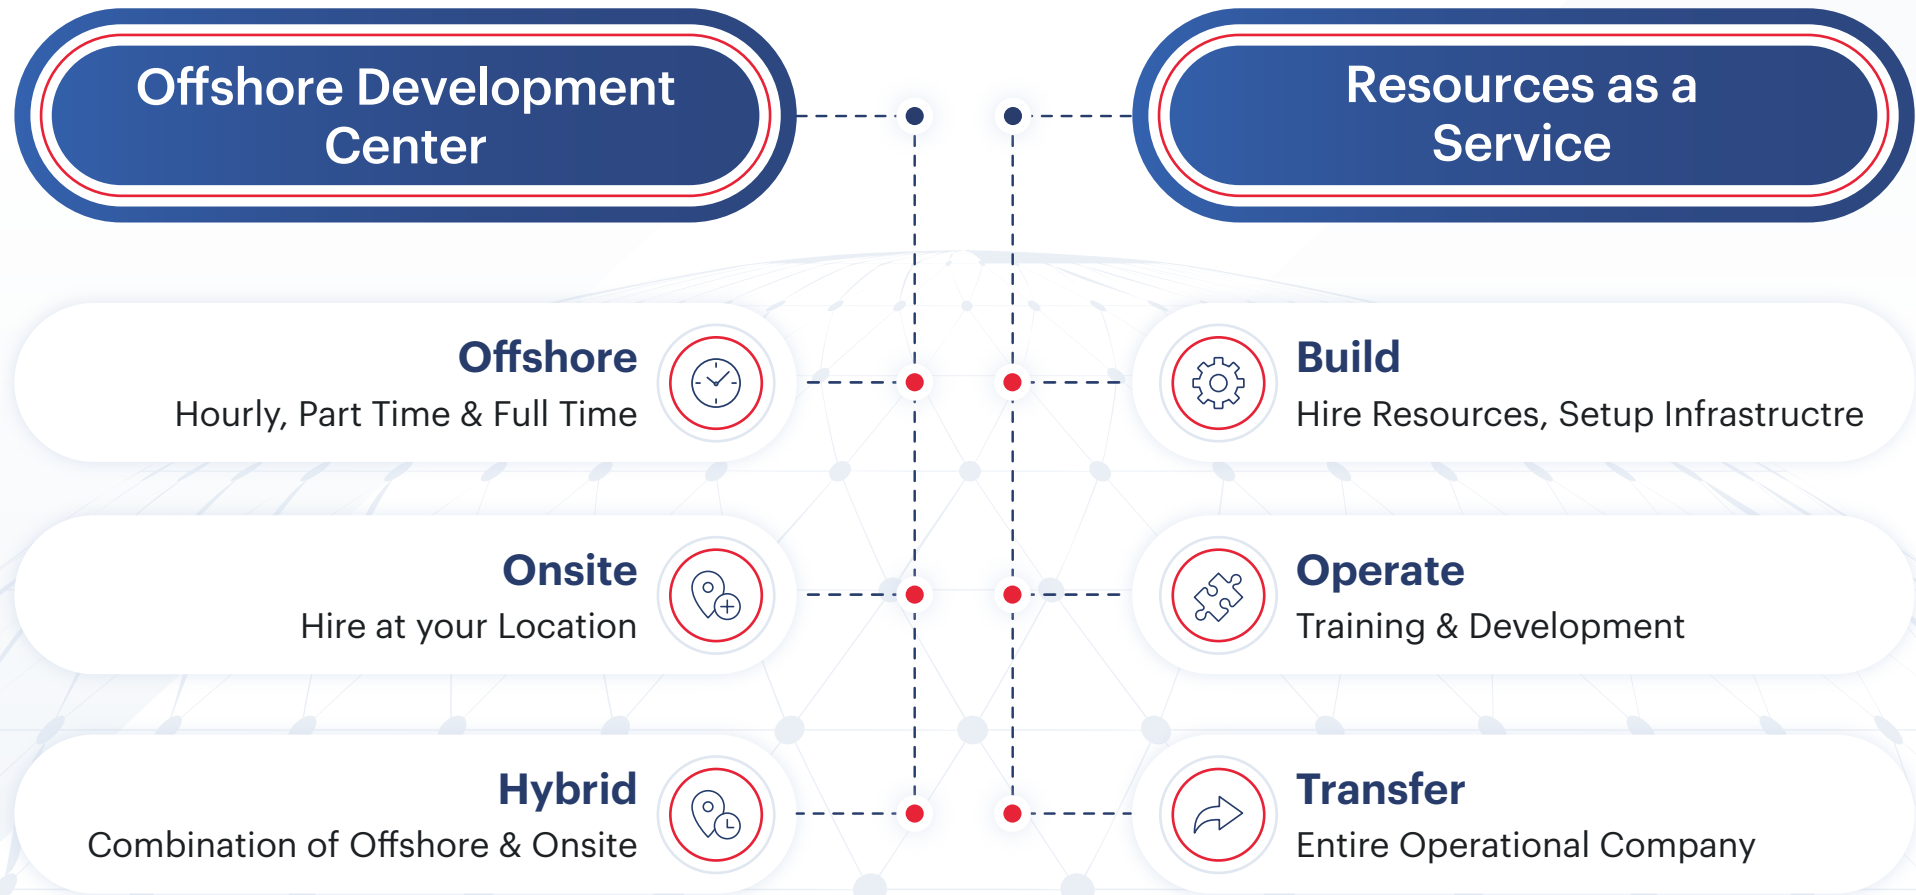 Offshore Development
Center
Offshore
Hourly, Part Time & Full Time
Onsite
Hire at your Location
Hybrid
Combination of Offshore & Onsite
Resources as a
Service
Build
Hire Resources, Setup Infrastructre
Operate
Training & Development
Transfer
Entire Operational Company